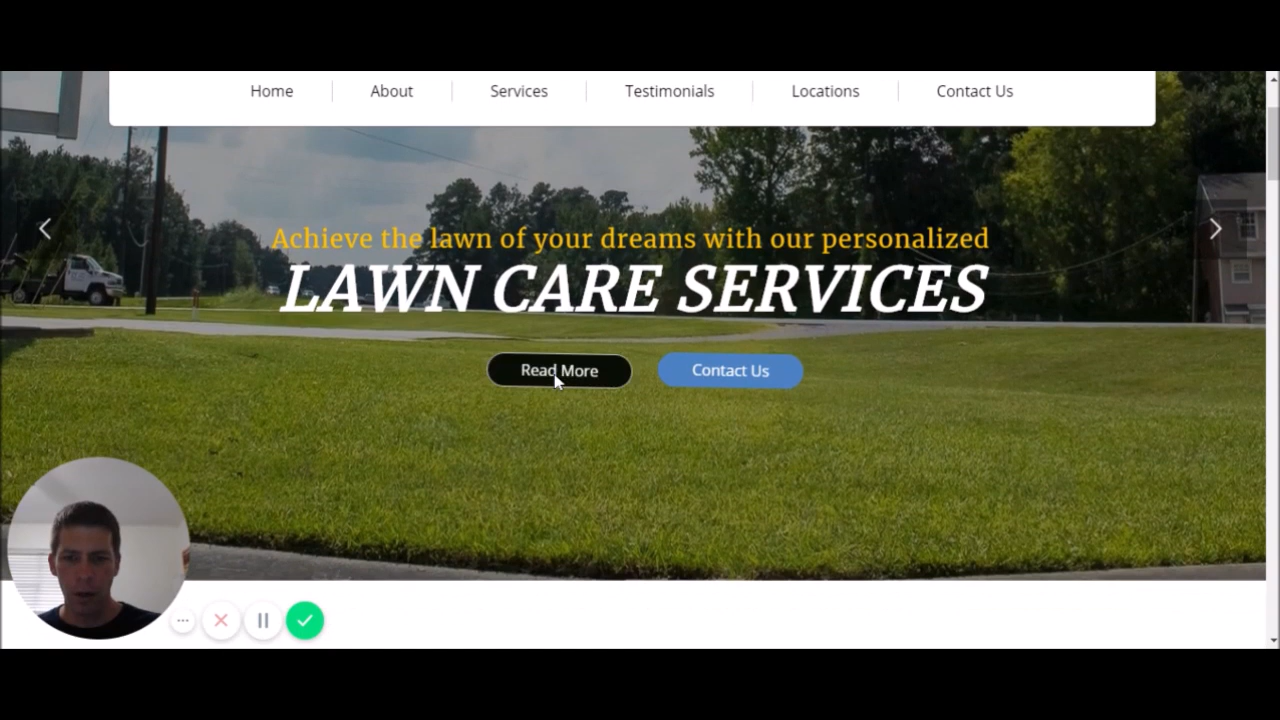 Home About Services Testimonials Locations Contact Us
Achieve the lawn of your dreams with our personalized
LAWN CARE SERVICES
Read More Contact Us